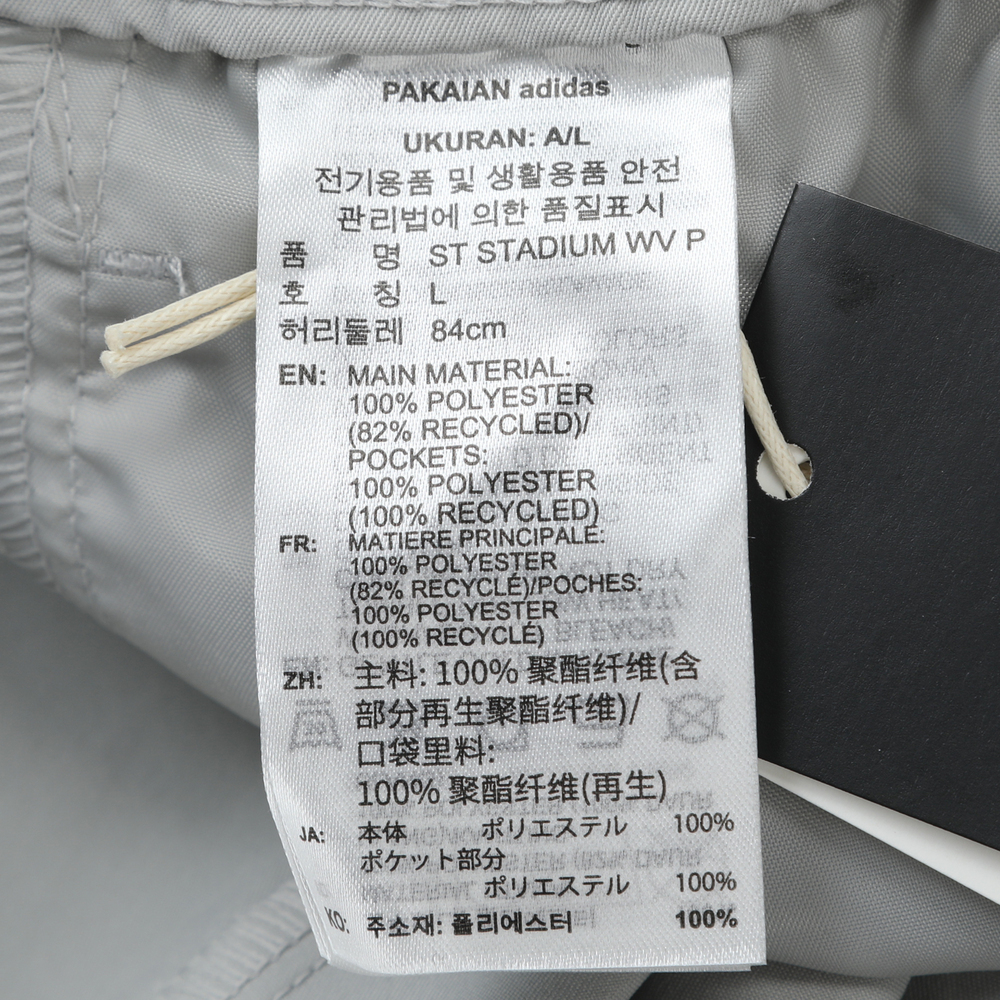 PAKAIAN adidas
UKURAN: A/L
전기용품 및 생활용품 안전
관리법에 의한 품질표시
품 명 ST STADIUM WV P
호 칭 L
허리둘레 84cm
EN: MAIN MATERIAL:
100% POLYESTER
(82% RECYCLED)/
POCKETS:
100% POLYESTER
(100% RECYCLED)
FR: MATIERE PRINCIPALE:
100% POLYESTER
(82% RECYCLÉ)/POCHES:
100% POLYESTER
(100% RECYCLÉ)
ZH: 主料: 100% 聚酯纤维(含
部分再生聚酯纤维)/
口袋里料:
100% 聚酯纤维(再生)
JA: 本体 ポリエステル 100%
ポケット部分
ポリエステル 100%
KO: 주소재: 폴리에스터 100%